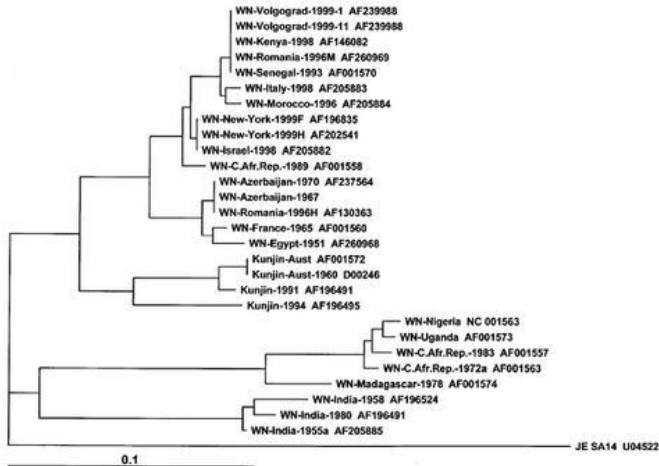 WN-Volgograd-1999-1 AF239988
WN-Volgograd-1999-11 AF239988
WN-Kenya-1998 AF146082
WN-Romania-1996M AF260969
WN-Senegal-1993 AF001570
WN-Italy-1998 AF205883
WN-Morocco-1996 AF205884
WN-New-York-1999F AF196835
WN-New-York-1999H AF202541
WN-Israel-1998 AF205882
WN-C.Afr.Rep.-1989 AF001558
WN-Azerbaijan-1970 AF237564
WN-Azerbaijan-1967
WN-Romania-1996H AF130363
WN-France-1965 AF001560
WN-Egypt-1951 AF260968
Kunjin-Aust AF001572
Kunjin-Aust-1960 D00246
Kunjin-1991 AF196491
Kunjin-1994 AF196495
WN-Nigeria NC 001563
WN-Uganda AF001573
WN-C.Afr.Rep.-1983 AF001557
WN-C.Afr.Rep.-1972a AF001563
WN-Madagascar-1978 AF001574
WN-India-1958 AF196524
WN-India-1980 AF196491
WN-India-1955a AF205885
JE SA14 U04522
0.1